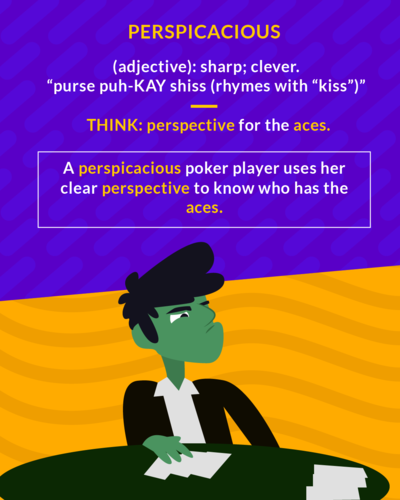 PERSPICACIOUS
(adjective): sharp; clever.
“purse puh-KAY shiss (rhymes with “kiss”)”
THINK: perspective for the aces.
A perspicacious poker player uses her
clear perspective to know who has the
aces.